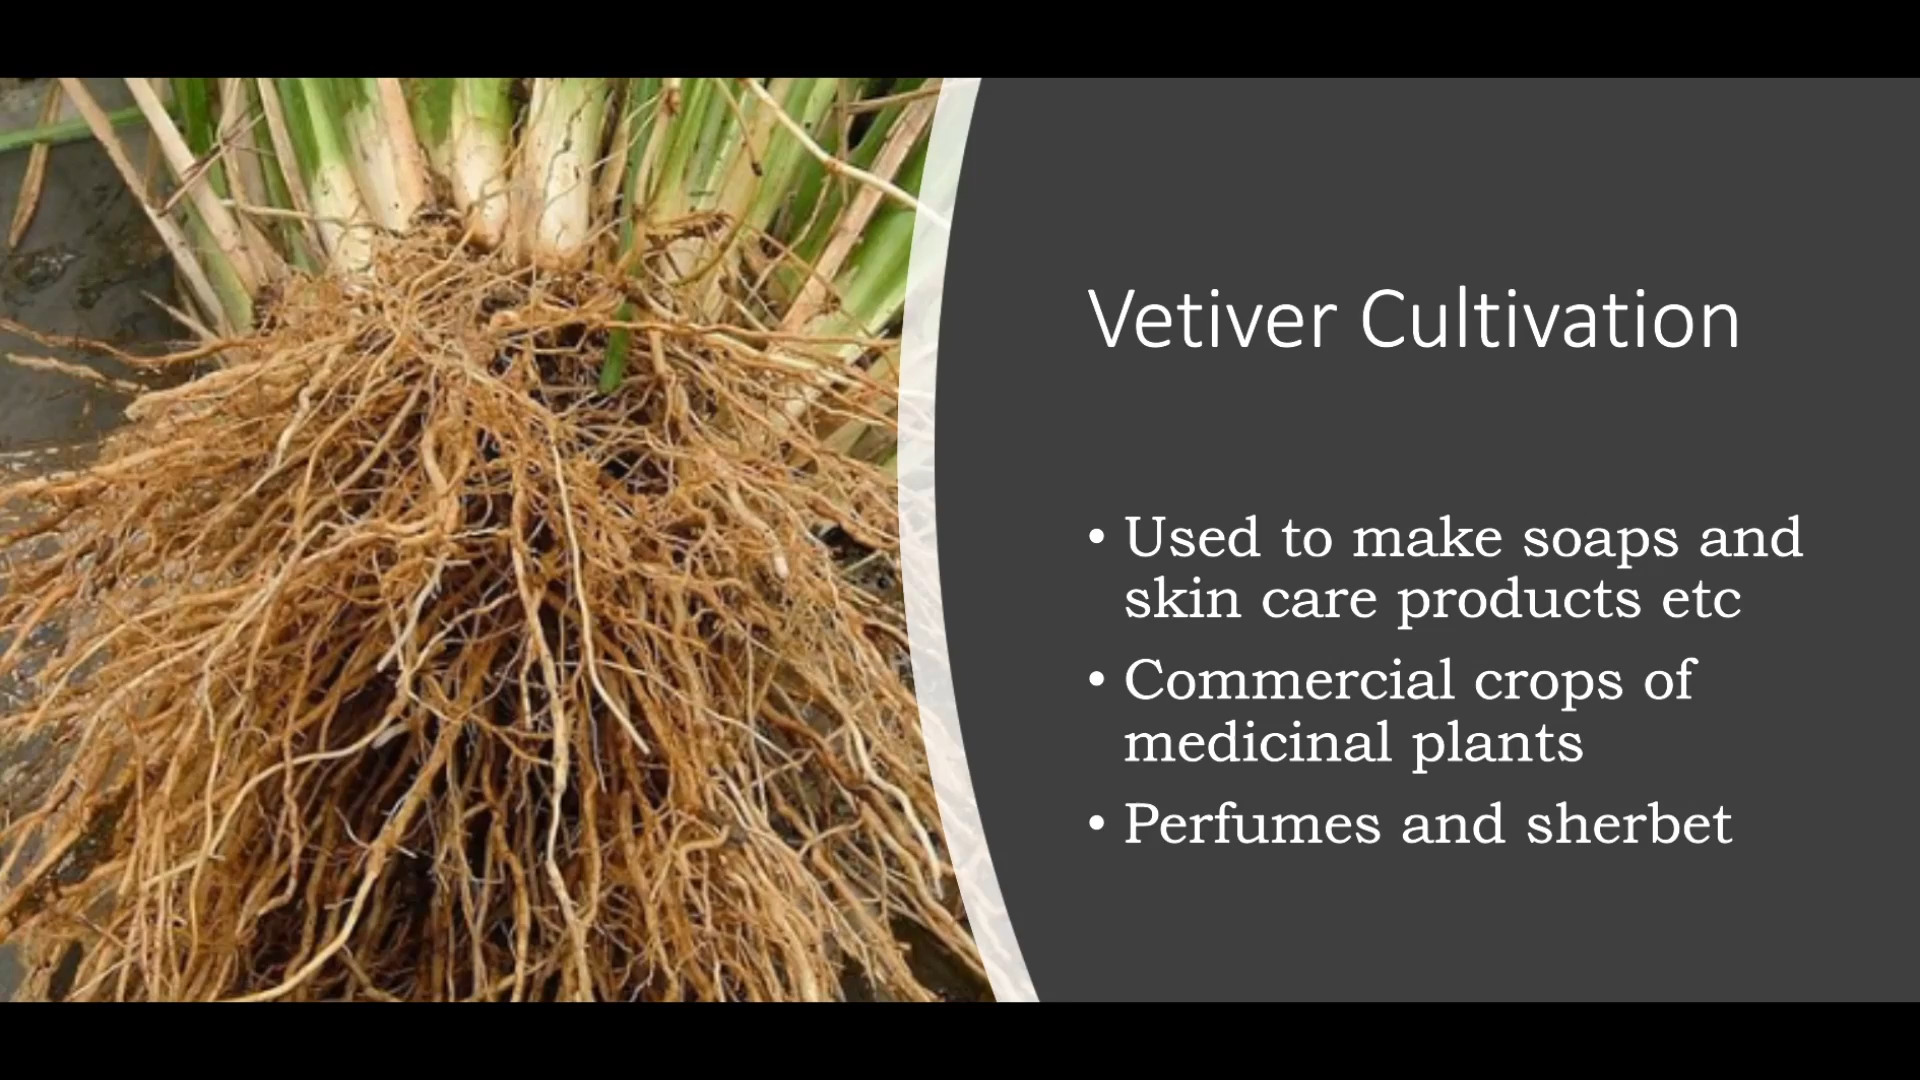 Vetiver Cultivation
• Used to make soaps and
skin care products etc
• Commercial crops of
medicinal plants
• Perfumes and sherbet